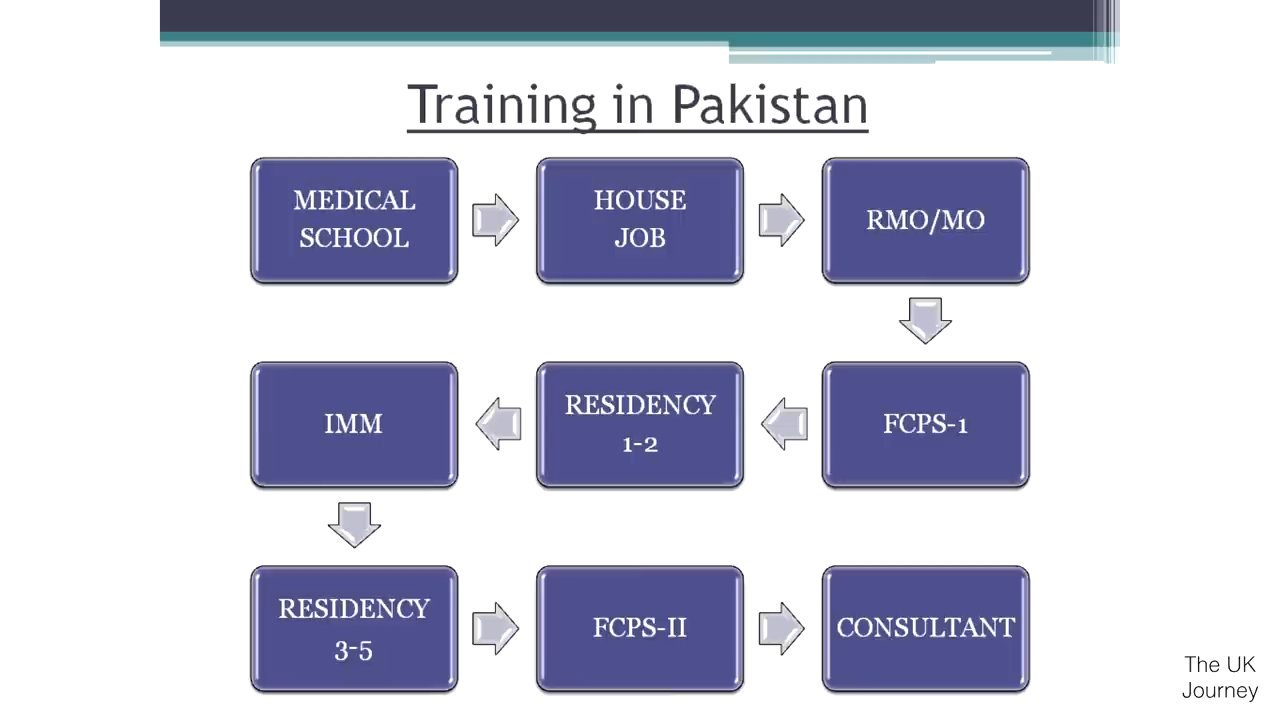 Training in Pakistan
MEDICAL
SCHOOL
HOUSE
JOB
RMO/MO
FCPS-1
RESIDENCY
1-2
IMM
RESIDENCY
3-5
FCPS-II
CONSULTANT
The UK
Journey